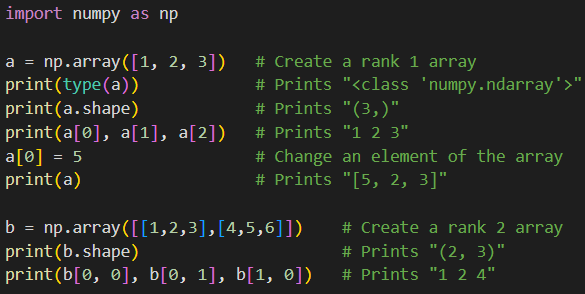 import numpy as np

a = np.array([1, 2, 3])   # Create a rank 1 array
print(type(a))            # Prints "<class 'numpy.ndarray'>"
print(a.shape)            # Prints "(3,)"
print(a[0], a[1], a[2])   # Prints "1 2 3"
a[0] = 5                  # Change an element of the array
print(a)                  # Prints "[5, 2, 3]"

b = np.array([[1,2,3],[4,5,6]])    # Create a rank 2 array
print(b.shape)                     # Prints "(2, 3)"
print(b[0, 0], b[0, 1], b[1, 0])   # Prints "1 2 4"